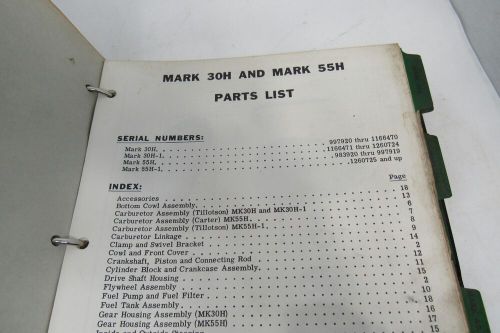 MARK 30H AND MARK 55H
PARTS LIST
SERIAL NUMBERS:
Mark 30H, . . . . . . . . . . 997920 thru 1166470
Mark 30H-1, . . . . . . . . . . 1166471 thru 1260724
Mark 55H, . . . . . . . . . . 983920 thru 997919
Mark 55H-1, . . . . . . . . . . 1260725 and up
INDEX: Page
Accessories . . . . . . . . . . 18
Bottom Cowl Assembly. . . . . . . . . . 13
Carburetor Assembly (Tillotson) MK30H and MK30H-1 . . . . . . 6
Carburetor Assembly (Carter) MK55H. . . . . . . . . . 7
Carburetor Assembly (Tillotson) MK55H-1. . . . . . . . . . 8
Carburetor Linkage . . . . . . . . . . 9
Clamp and Swivel Bracket . . . . . . . . . . 14
Cowl and Front Cover . . . . . . . . . . 2
Crankshaft, Piston and Connecting Rod . . . . . . . . . . 12
Cylinder Block and Crankcase Assembly. . . . . . . . . . 11
Drive Shaft Housing . . . . . . . . . . 15
Flywheel Assembly . . . . . . . . . . 2
Fuel Pump and Fuel Filter . . . . . . . . . . 10
Fuel Tank Assembly . . . . . . . . . . 18
Gear Housing Assembly (MK30H) . . . . . . . . . . 16
Gear Housing Assembly (MK55H) . . . . . . . . . . 17
15